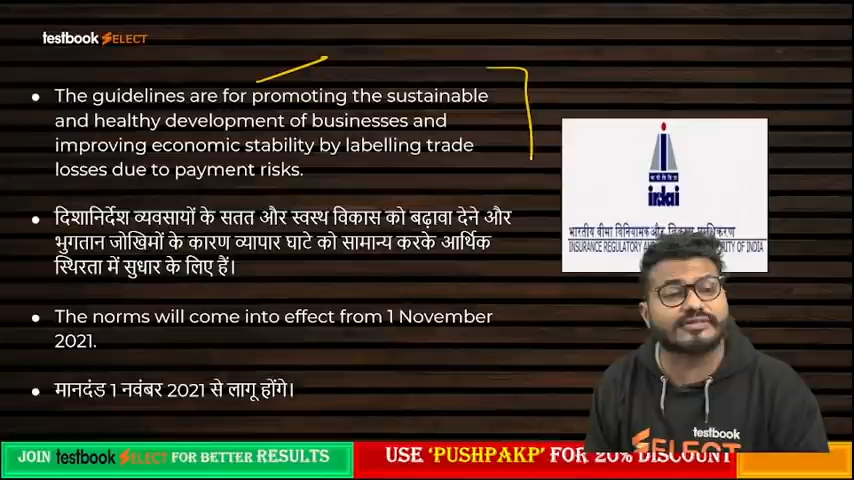 testbook SELECT
The guidelines are for promoting the sustainable
and healthy development of businesses and
improving economic stability by labelling trade
losses due to payment risks.
दिशानिर्देश व्यवसायों के सतत और स्वस्थ विकास को बढ़ावा देने और
भुगतान जोखिमों के कारण व्यापार घाटे को सामान्य करके आर्थिक
स्थिरता में सुधार के लिए हैं।
The norms will come into effect from 1 November
2021.
मानदंड 1 नवंबर 2021 से लागू होंगे।
irdai
भारतीय बीमा विनियामक और विकास
INSURANCE REGULATORY OF INDIA
testbook
SELECT
JOIN testbook SELECT FOR BETTER RESULTS
USE 'PUSHPAKP' FOR 20% DISCOUNT